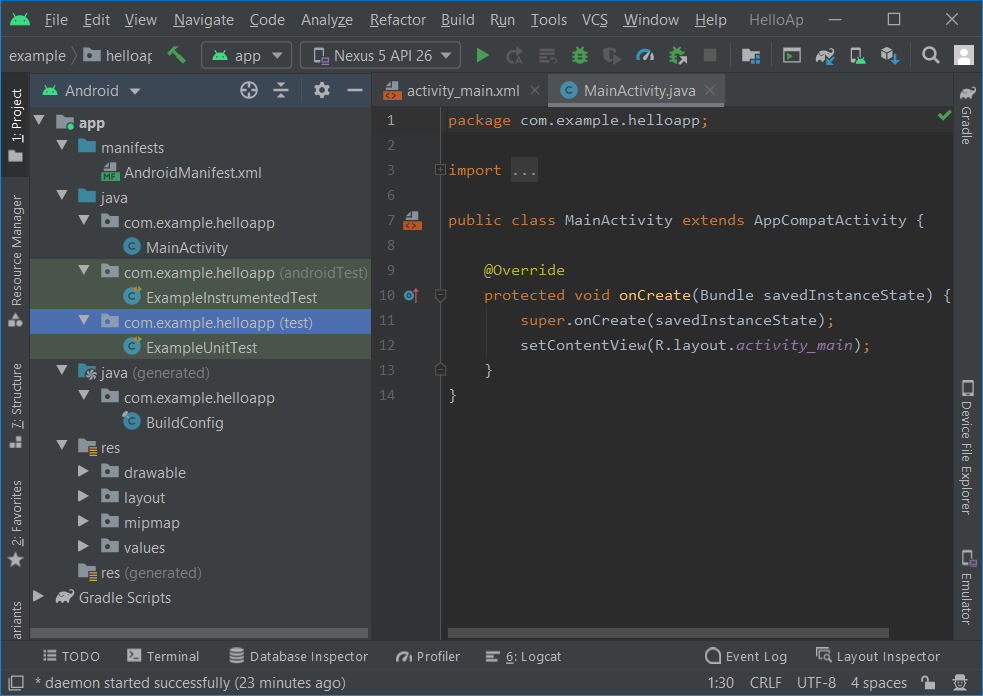 File Edit View Navigate Code Analyze Refactor Build Run Tools VCS Window Help HelloAp
example helloap app Nexus 5 API 26
1: Project
Resource Manager
7: Structure
2: Favorites
ariants
Android
app
manifests
AndroidManifest.xml
java
com.example.helloapp
MainActivity
com.example.helloapp (androidTest)
ExampleInstrumentedTest
com.example.helloapp (test)
ExampleUnitTest
java (generated)
com.example.helloapp
BuildConfig
res
drawable
layout
mipmap
values
res (generated)
Gradle Scripts
activity_main.xml MainActivity.java
1 package com.example.helloapp;
2
3 import ...
6
7 public class MainActivity extends AppCompatActivity {
8
9 @Override
10 protected void onCreate(Bundle savedInstanceState) {
11 super.onCreate(savedInstanceState);
12 setContentView(R.layout.activity_main);
13 }
14 }
Gradle
Device File Explorer
Emulator
TODO Terminal Database Inspector Profiler 6: Logcat Event Log Layout Inspector
* daemon started successfully (23 minutes ago) 1:30 CRLF UTF-8 4 spaces